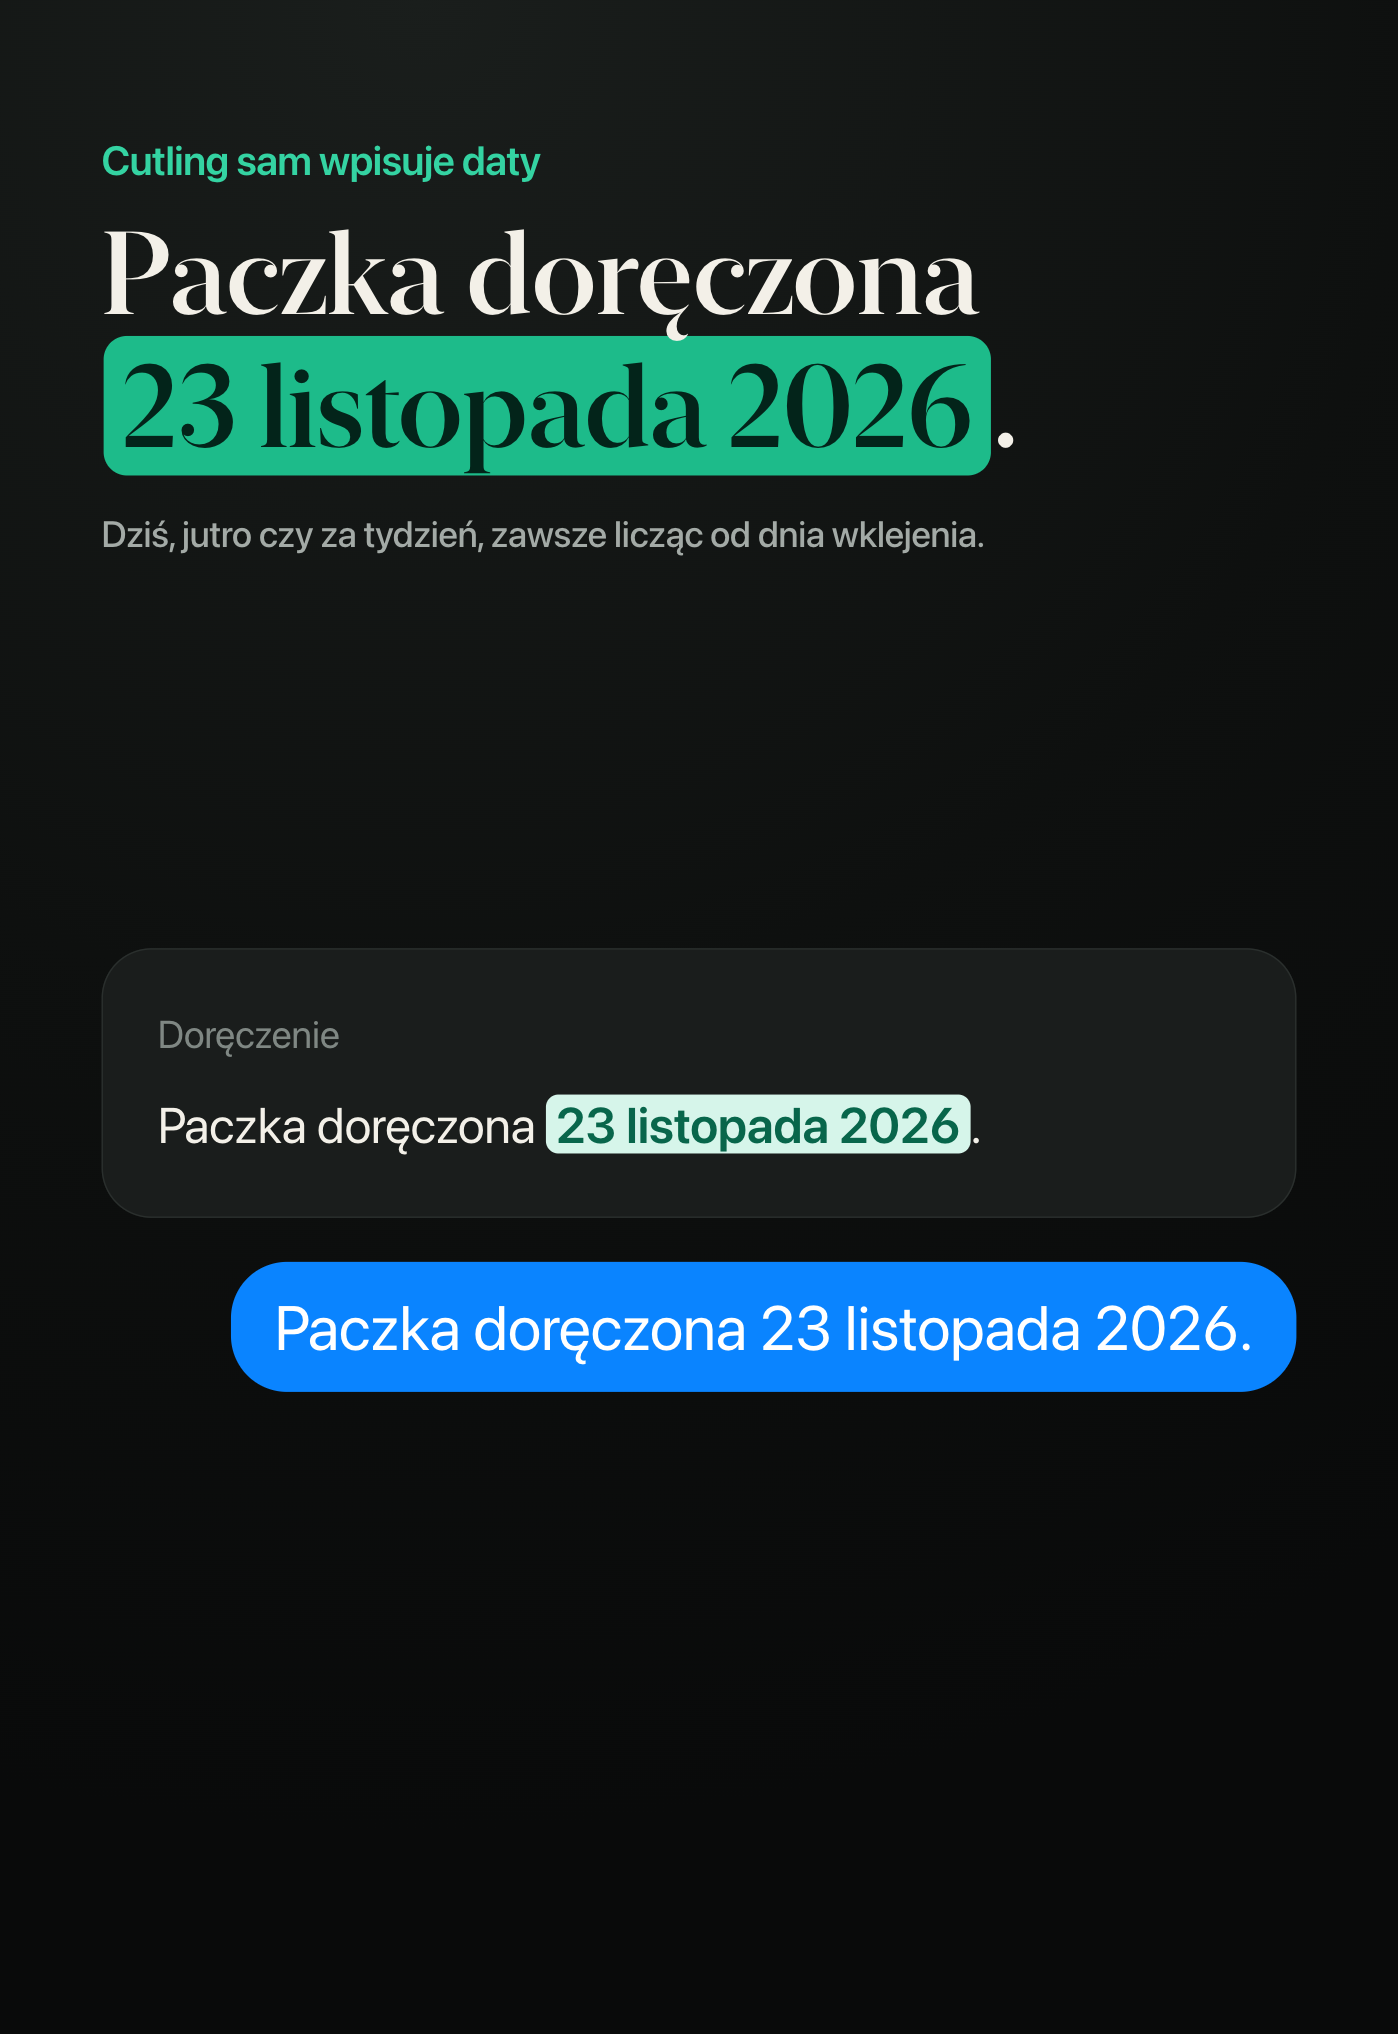 Cutling sam wpisuje daty
Paczka doręczona
23 listopada 2026.
Dziś, jutro czy za tydzień, zawsze licząc od dnia wklejenia.
Doręczenie
Paczka doręczona 23 listopada 2026.
Paczka doręczona 23 listopada 2026.